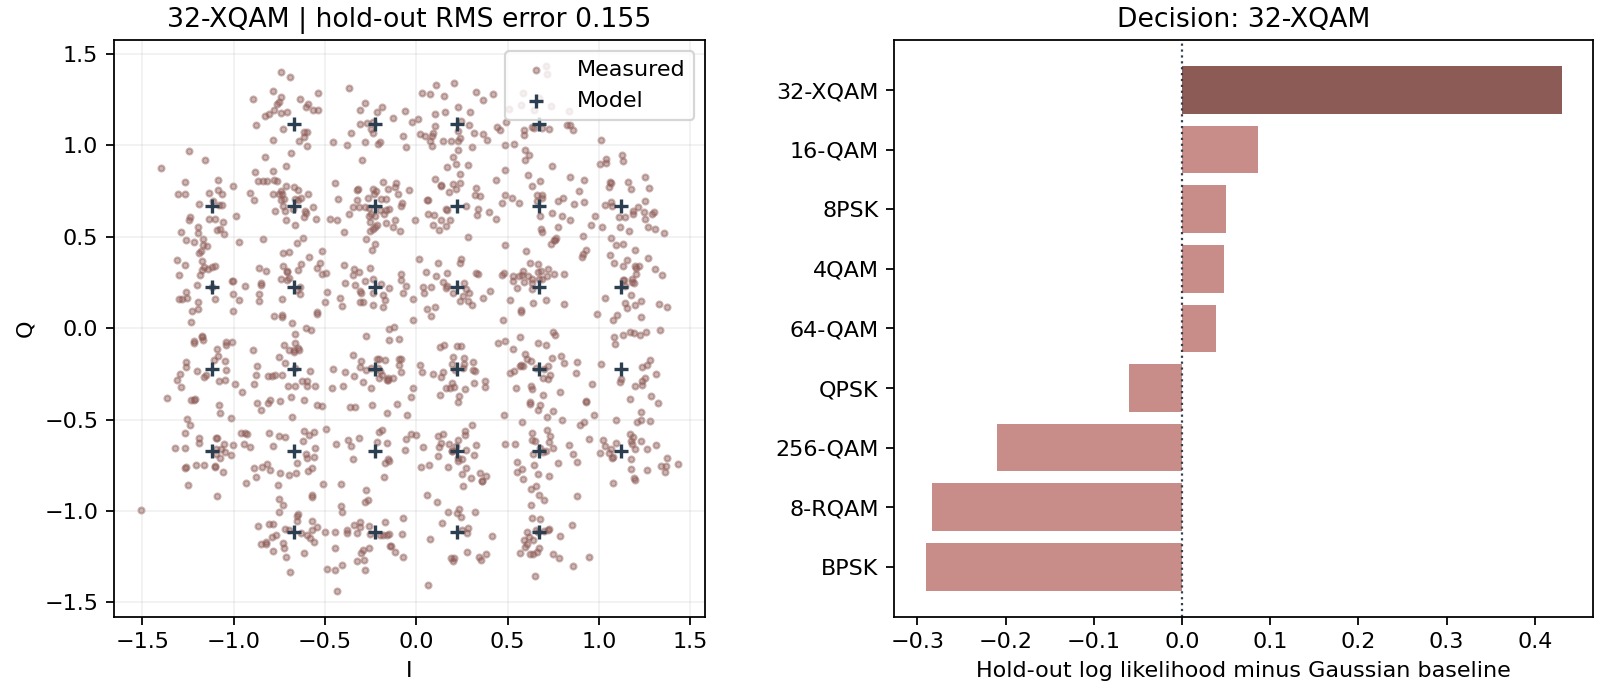 32-XQAM | hold-out RMS error 0.155
Measured
Model
1.5
1.0
0.5
0.0
−0.5
−1.0
−1.5
Q
−1.5
−1.0
−0.5
0.0
0.5
1.0
1.5
I
Decision: 32-XQAM
32-XQAM
16-QAM
8PSK
4QAM
64-QAM
QPSK
256-QAM
8-RQAM
BPSK
−0.3
−0.2
−0.1
0.0
0.1
0.2
0.3
0.4
Hold-out log likelihood minus Gaussian baseline